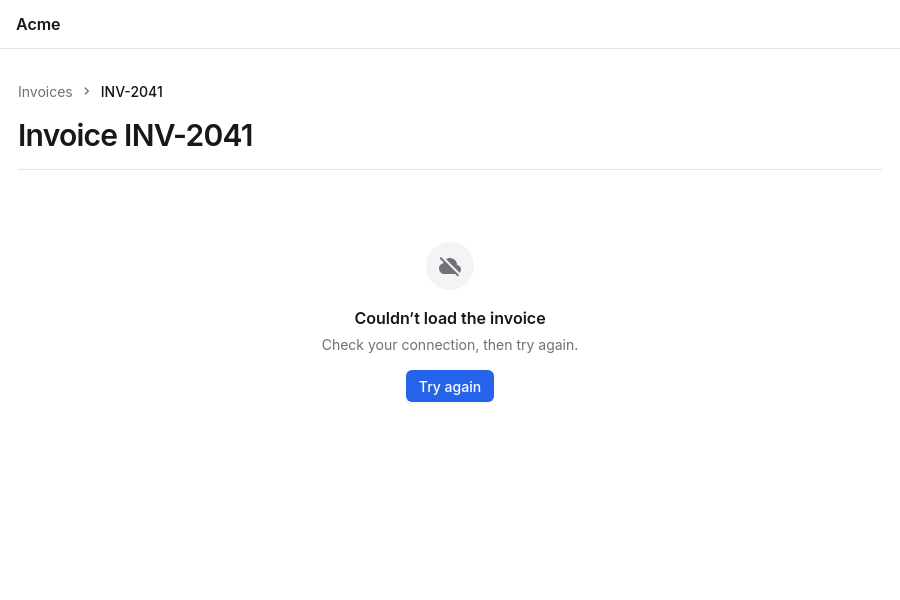 Acme
Invoices > INV-2041
Invoice INV-2041
Couldn’t load the invoice
Check your connection, then try again.
Try again